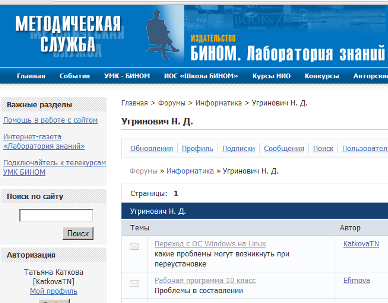 МЕТОДИЧЕСКАЯ
СЛУЖБА
ИЗДАТЕЛЬСТВО
БИНОМ. Лаборатория знаний
Главная События УМК - БИНОМ ИОС «Школа БИНОМ» Курсы НИО Конкурсы Авторские
Важные разделы
Помощь в работе с сайтом
Интернет-газета
«Лаборатория знаний»
Подключайтесь к телекурсам
УМК БИНОМ
Поиск по сайту
Поиск
Авторизация
Татьяна Каткова
[KatkovaTN]
Мой профиль
Главная > Форумы > Информатика > Угринович Н. Д.
Угринович Н. Д.
Обновления Профиль Подписки Сообщения Поиск Пользовател
Форумы » Информатика » Угринович Н. Д.
Страницы: 1
Угринович Н. Д.
Темы Автор
Переход с ОС Windows на Linux KatkovaTN
какие проблемы могут возникнуть при
переустановке
Рабочая программа 10 класс Efimova
Проблемы в составлении